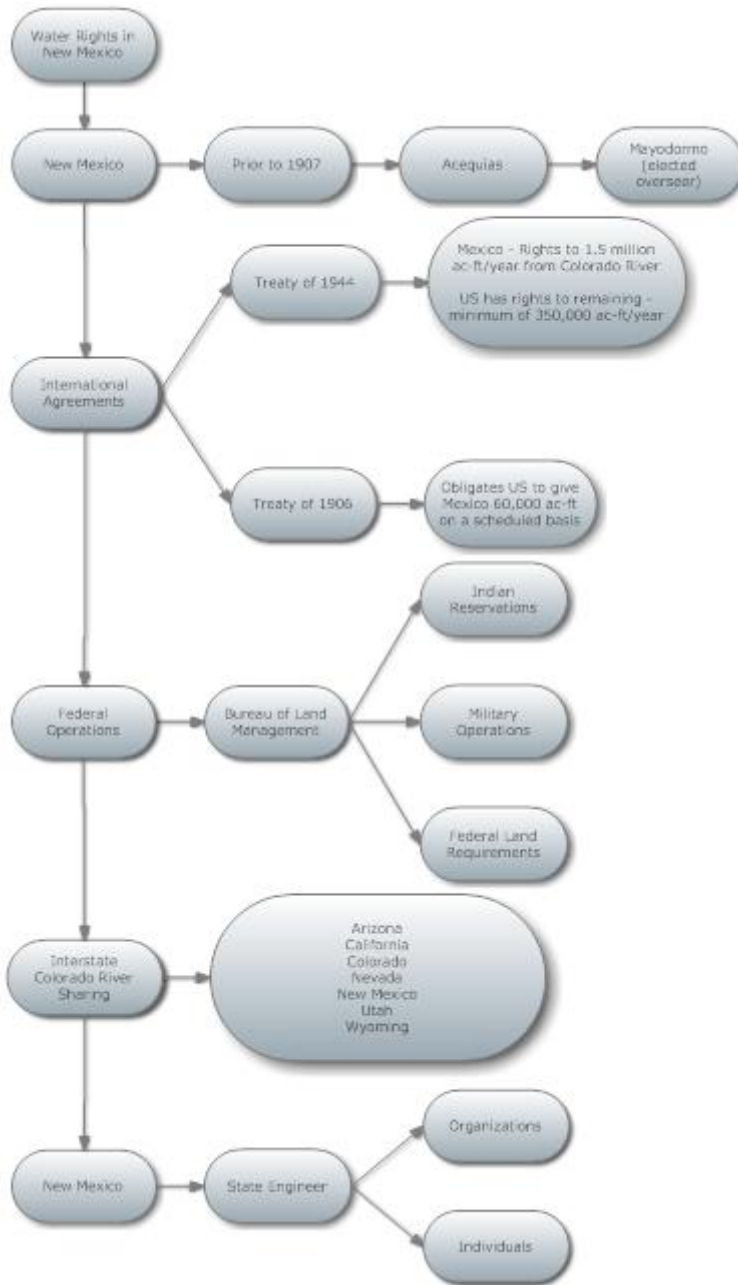 Water Rights in
New Mexico
New Mexico
Prior to 1907
Acequias
Mayodormo
(elected
overseer)
Treaty of 1944
Mexico - Rights to 1.5 million
ac-ft/year from Colorado River
US has rights to remaining -
minimum of 350,000 ac-ft/year
International
Agreements
Treaty of 1906
Obligates US to give
Mexico 60,000 ac-ft
on a scheduled basis
Indian
Reservations
Federal
Operations
Bureau of Land
Management
Military
Operations
Federal Land
Requirements
Interstate
Colorado River
Sharing
Arizona
California
Colorado
Nevada
New Mexico
Utah
Wyoming
Organizations
New Mexico
State Engineer
Individuals